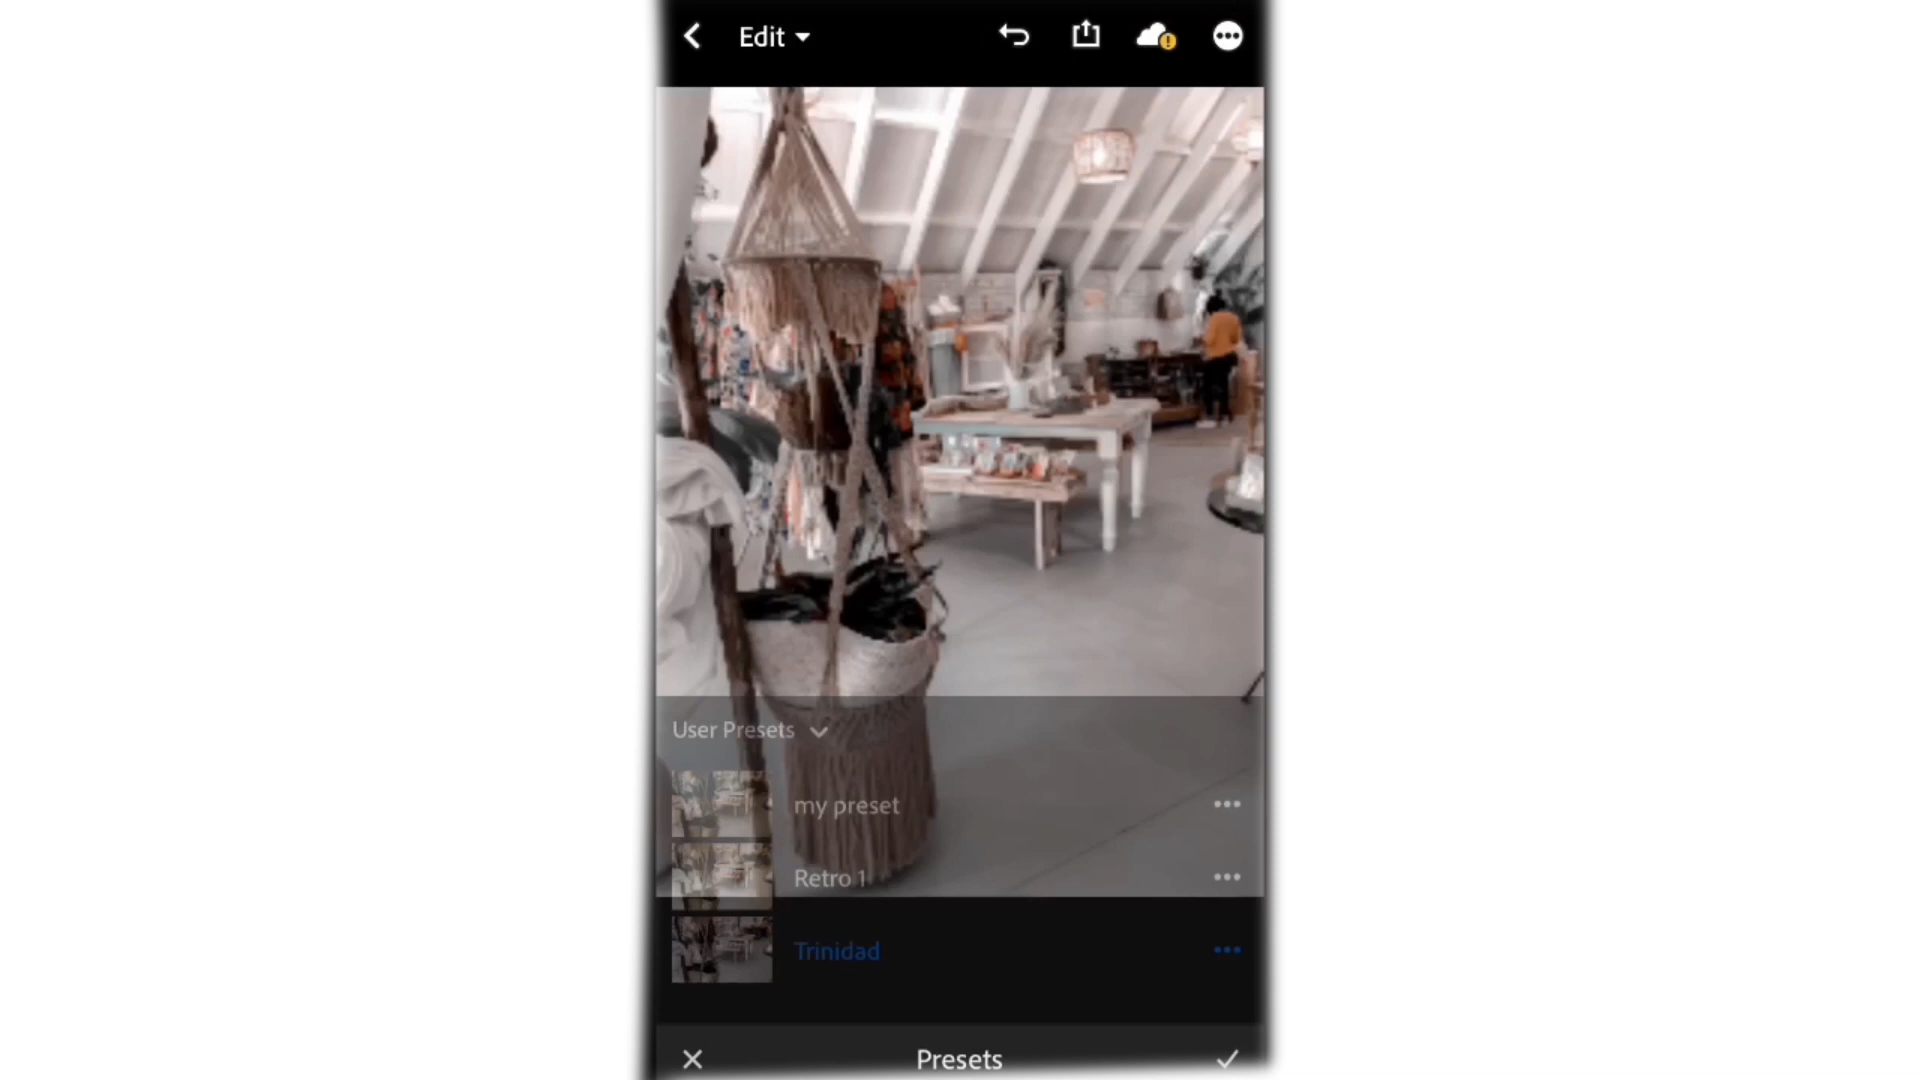 Edit
User Presets
my preset
Retro 1
Trinidad
Presets